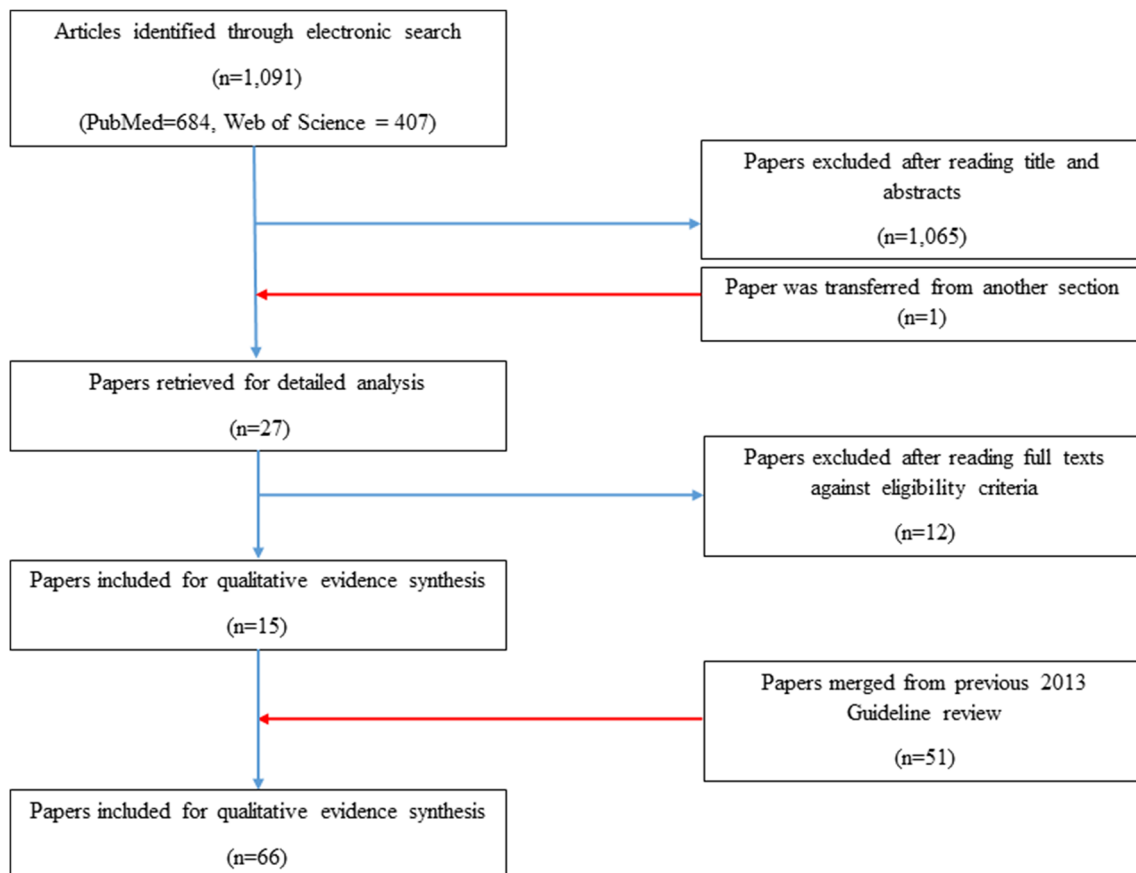 Articles identified through electronic search
(n=1,091)
(PubMed=684, Web of Science = 407)
Papers excluded after reading title and
abstracts
(n=1,065)
Paper was transferred from another section
(n=1)
Papers retrieved for detailed analysis
(n=27)
Papers excluded after reading full texts
against eligibility criteria
(n=12)
Papers included for qualitative evidence synthesis
(n=15)
Papers merged from previous 2013
Guideline review
(n=51)
Papers included for qualitative evidence synthesis
(n=66)